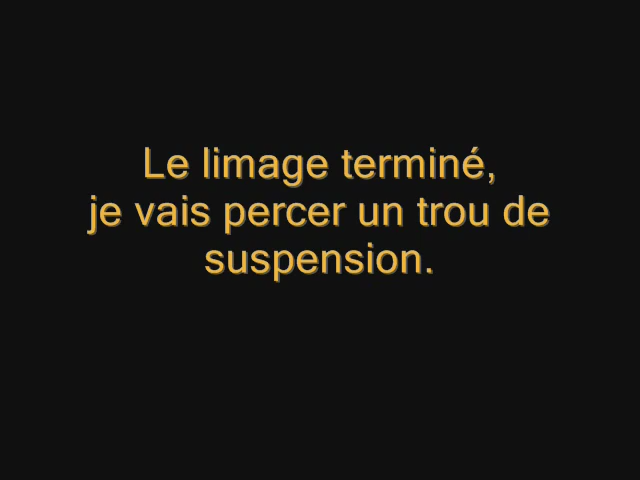 Le limage terminé,
je vais percer un trou de
suspension.